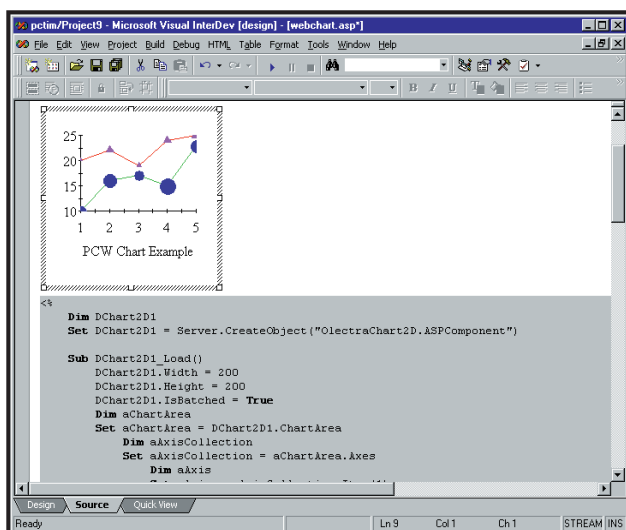 pctim/Project9 - Microsoft Visual InterDev [design] - [webchart.asp*]
File Edit View Project Build Debug HTML Table Format Tools Window Help
B I U
25
20
15
10
1 2 3 4 5
PCW Chart Example
<%
Dim DChart2D1
Set DChart2D1 = Server.CreateObject("OlectraChart2D.ASPComponent")
Sub DChart2D1_Load()
DChart2D1.Width = 200
DChart2D1.Height = 200
DChart2D1.IsBatched = True
Dim aChartArea
Set aChartArea = DChart2D1.ChartArea
Dim aAxisCollection
Set aAxisCollection = aChartArea.Axes
Dim aAxis
Design Source Quick View
Ready Ln 9 Col 1 Ch 1 STREAM INS